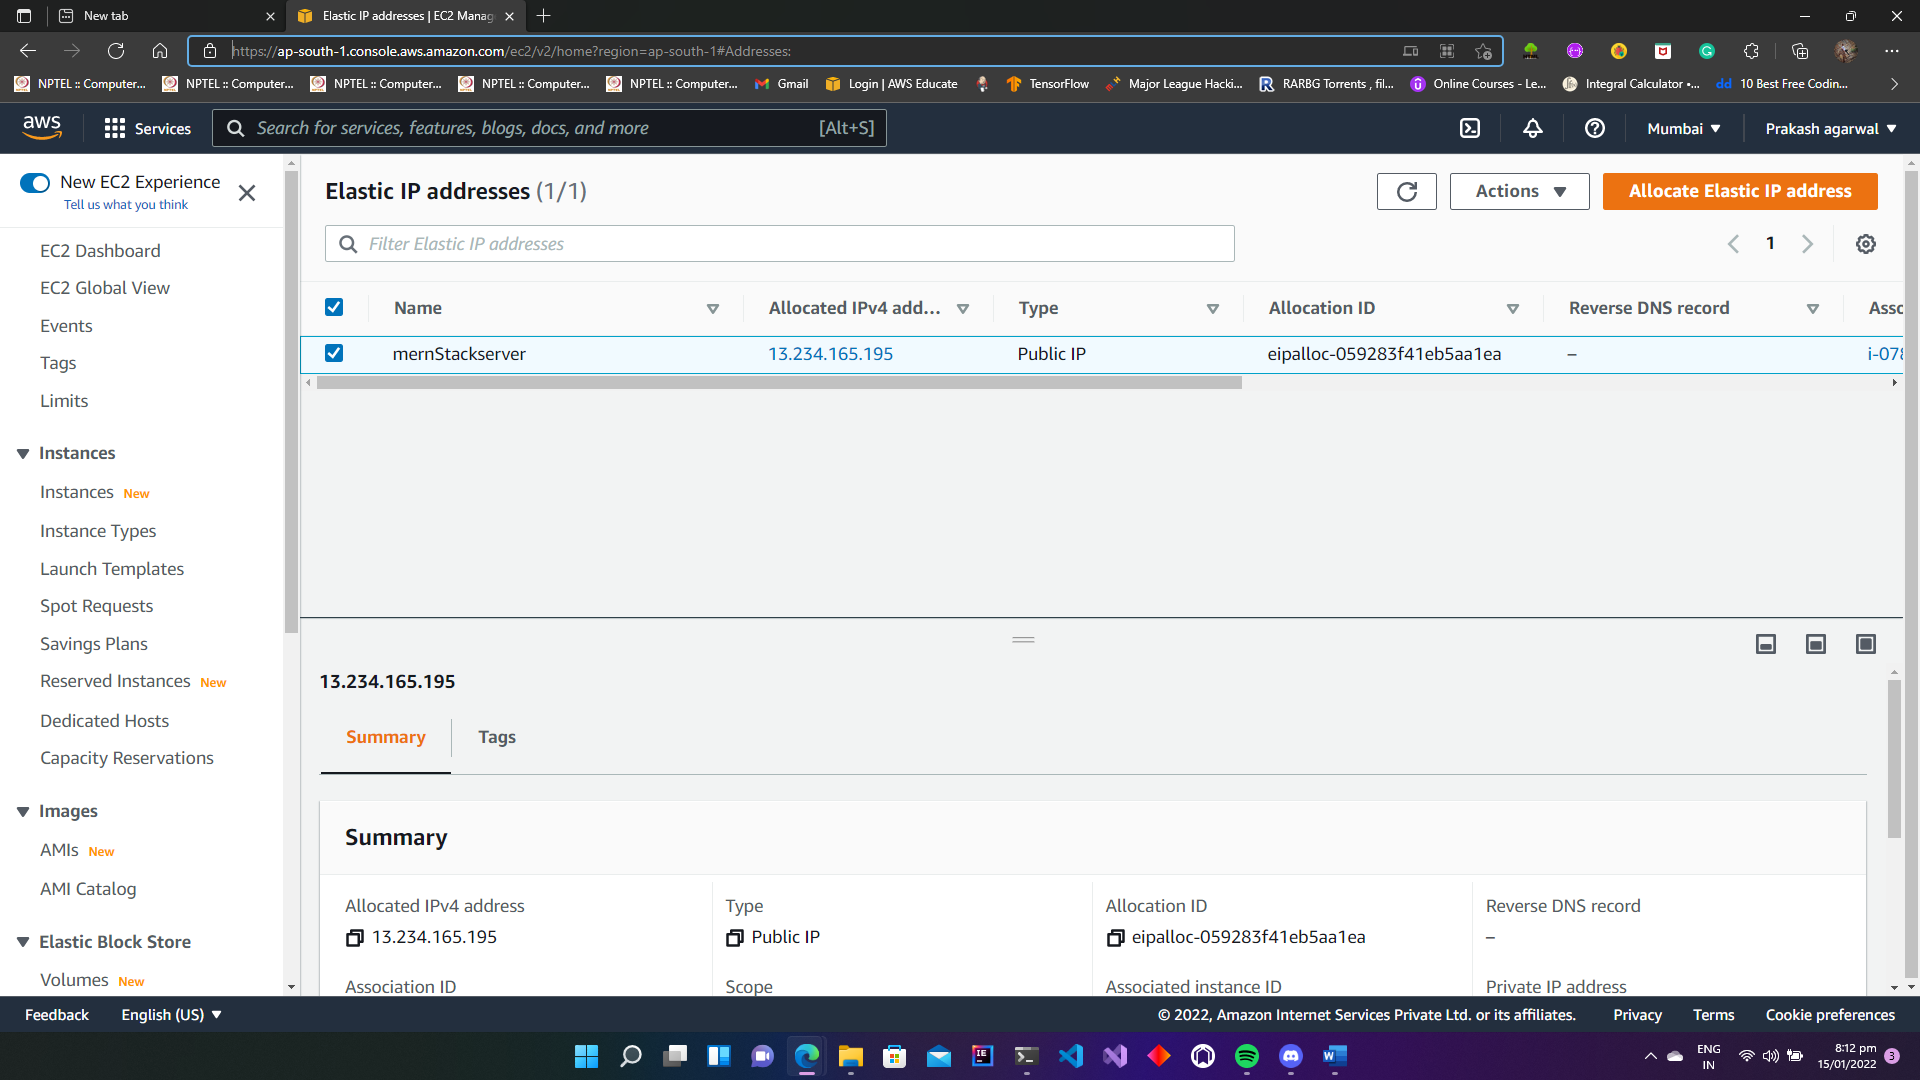 New tab
Elastic IP addresses | EC2 Manag
https://ap-south-1.console.aws.amazon.com/ec2/v2/home?region=ap-south-1#Addresses:
NPTEL :: Computer... NPTEL :: Computer... NPTEL :: Computer... NPTEL :: Computer... NPTEL :: Computer... Gmail Login | AWS Educate TensorFlow Major League Hacki... RARBG Torrents , fil... Online Courses - Le... Integral Calculator •... dd 10 Best Free Codin...
aws Services Search for services, features, blogs, docs, and more [Alt+S] Mumbai Prakash agarwal
New EC2 Experience
Tell us what you think
EC2 Dashboard
EC2 Global View
Events
Tags
Limits
Instances
Instances New
Instance Types
Launch Templates
Spot Requests
Savings Plans
Reserved Instances New
Dedicated Hosts
Capacity Reservations
Images
AMIs New
AMI Catalog
Elastic Block Store
Volumes New
Elastic IP addresses (1/1)
Actions
Allocate Elastic IP address
Filter Elastic IP addresses
1
Name Allocated IPv4 add... Type Allocation ID Reverse DNS record Asso
mernStackserver 13.234.165.195 Public IP eipalloc-059283f41eb5aa1ea – i-078
13.234.165.195
Summary Tags
Summary
Allocated IPv4 address Type Allocation ID Reverse DNS record
13.234.165.195 Public IP eipalloc-059283f41eb5aa1ea –
Association ID Scope Associated instance ID Private IP address
Feedback English (US) © 2022, Amazon Internet Services Private Ltd. or its affiliates. Privacy Terms Cookie preferences
ENG
IN
8:12 pm
15/01/2022
3